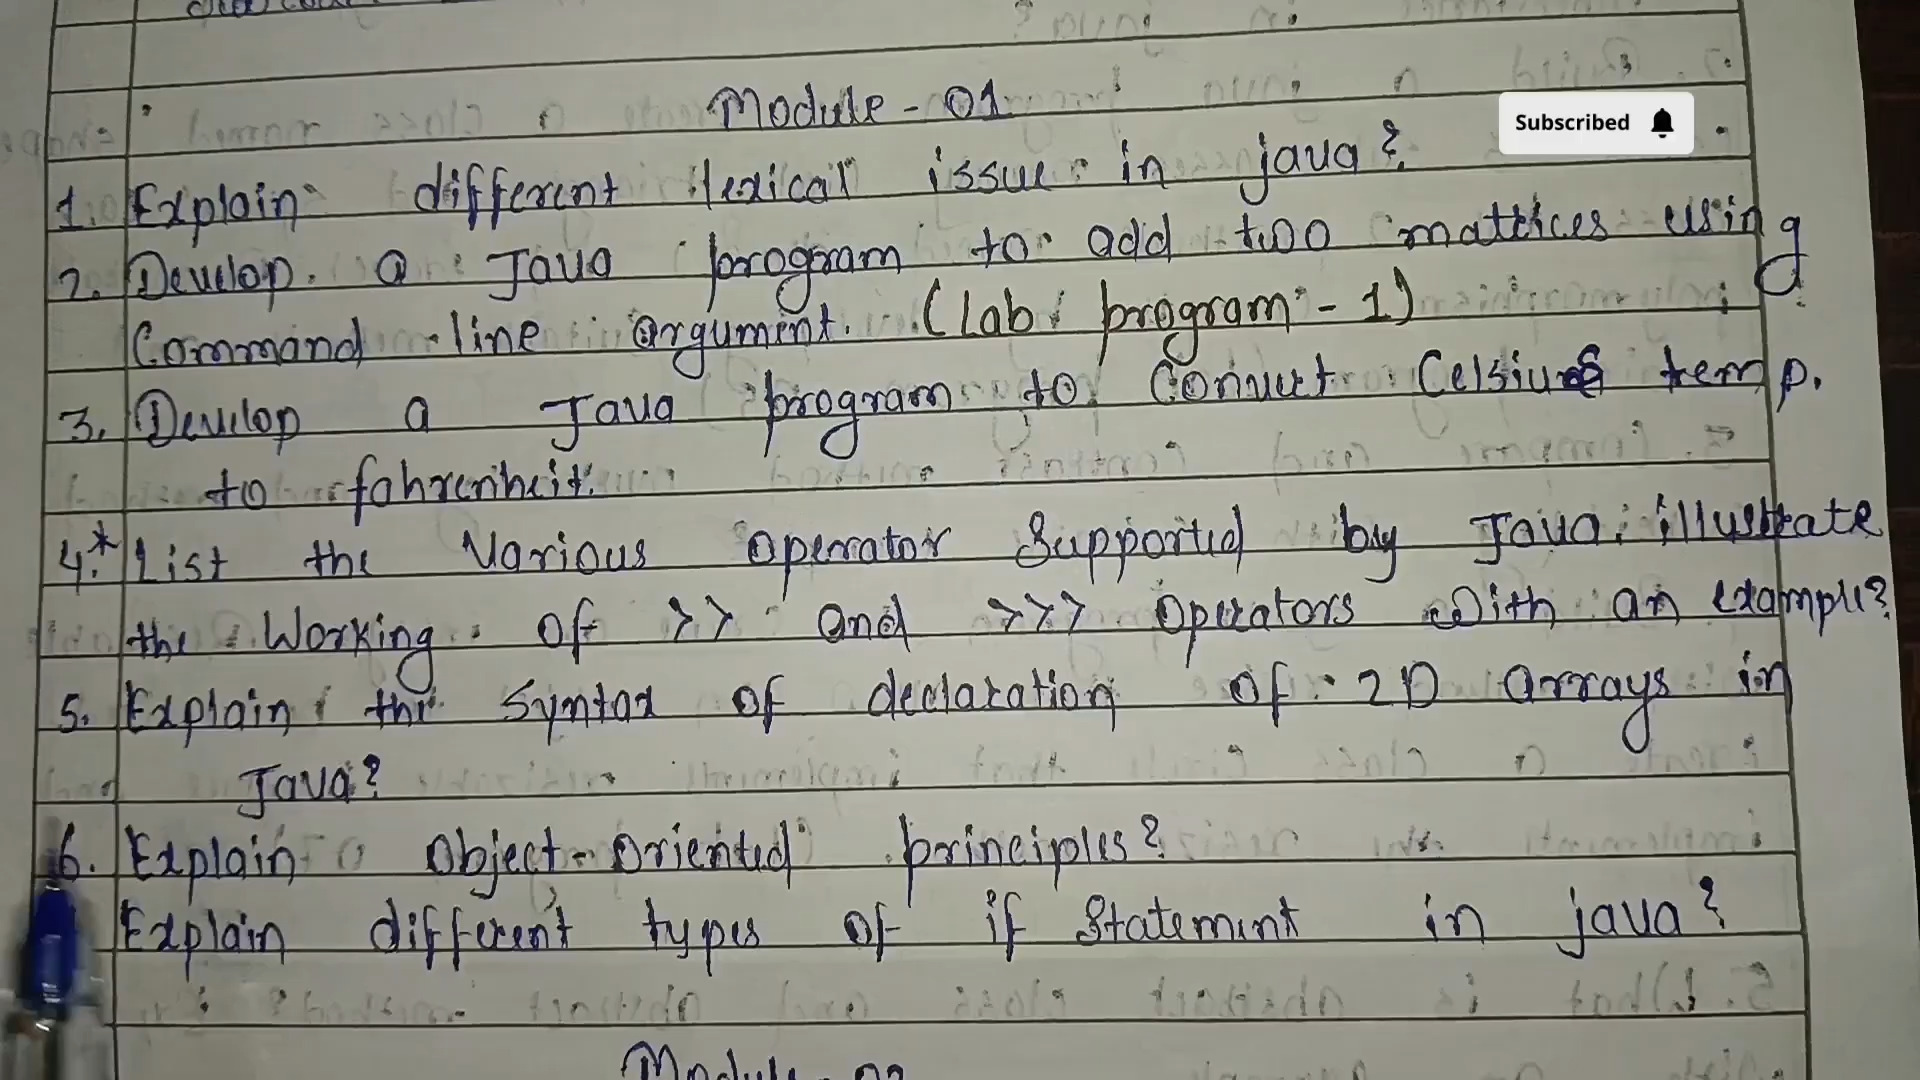 Module - 01
Subscribed
1. Explain different lexical issue in java?
2. Develop a Java program to add two matrices using
Command line argument. (lab program - 1)
3. Develop a Java program to Convert Celsius temp.
to fahrenheit.
4.* List the Various operator Supported by Java. illustrate
the Working of >> and >>> operators With an example?
5. Explain the Syntax of declaration of 2D arrays in
Java?
6. Explain Object-Oriented principles?
Explain different types of if Statement in java?
Module - 02